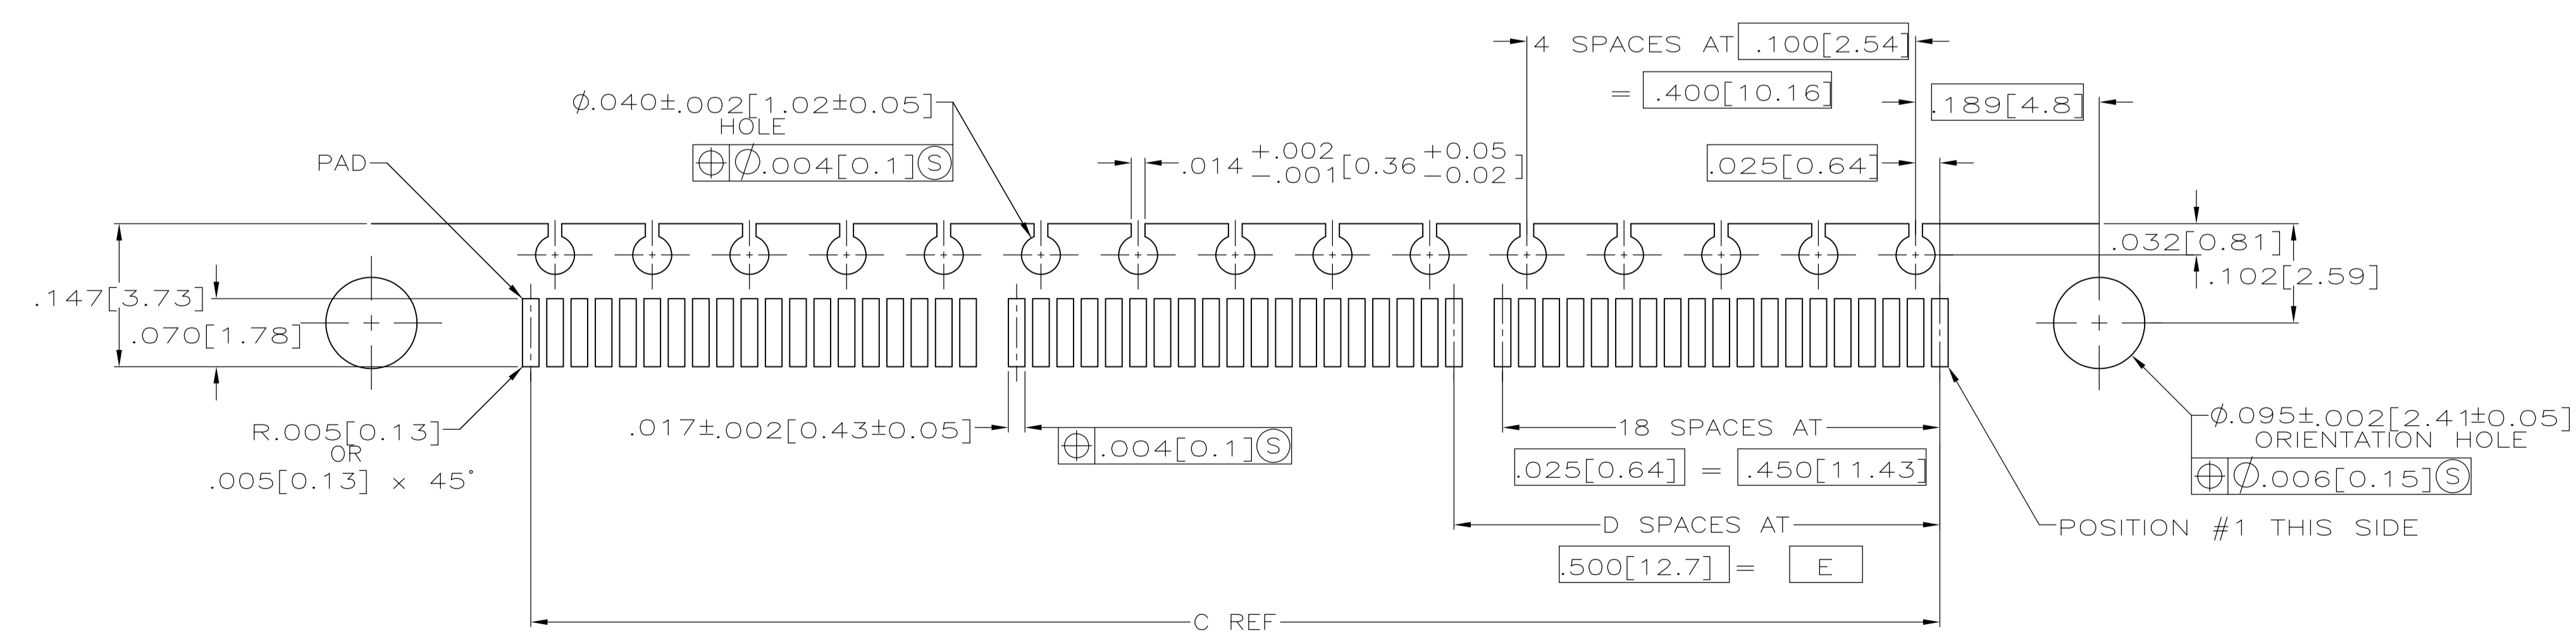 4 SPACES AT .100[2.54]
= .400[10.16]
⌀.040±.002[1.02±0.05]
HOLE
⌖ ⌀.004[0.1]Ⓢ
.189[4.8]
PAD
.014 +.002 -.001 [0.36 +0.05 -0.02]
.025[0.64]
.032[0.81]
.102[2.59]
.147[3.73]
.070[1.78]
R.005[0.13]
OR
.005[0.13] x 45°
.017±.002[0.43±0.05]
⌖ .004[0.1]Ⓢ
18 SPACES AT
.025[0.64] = .450[11.43]
⌀.095±.002[2.41±0.05]
ORIENTATION HOLE
⌖ ⌀.006[0.15]Ⓢ
D SPACES AT
.500[12.7] = E
POSITION #1 THIS SIDE
C REF